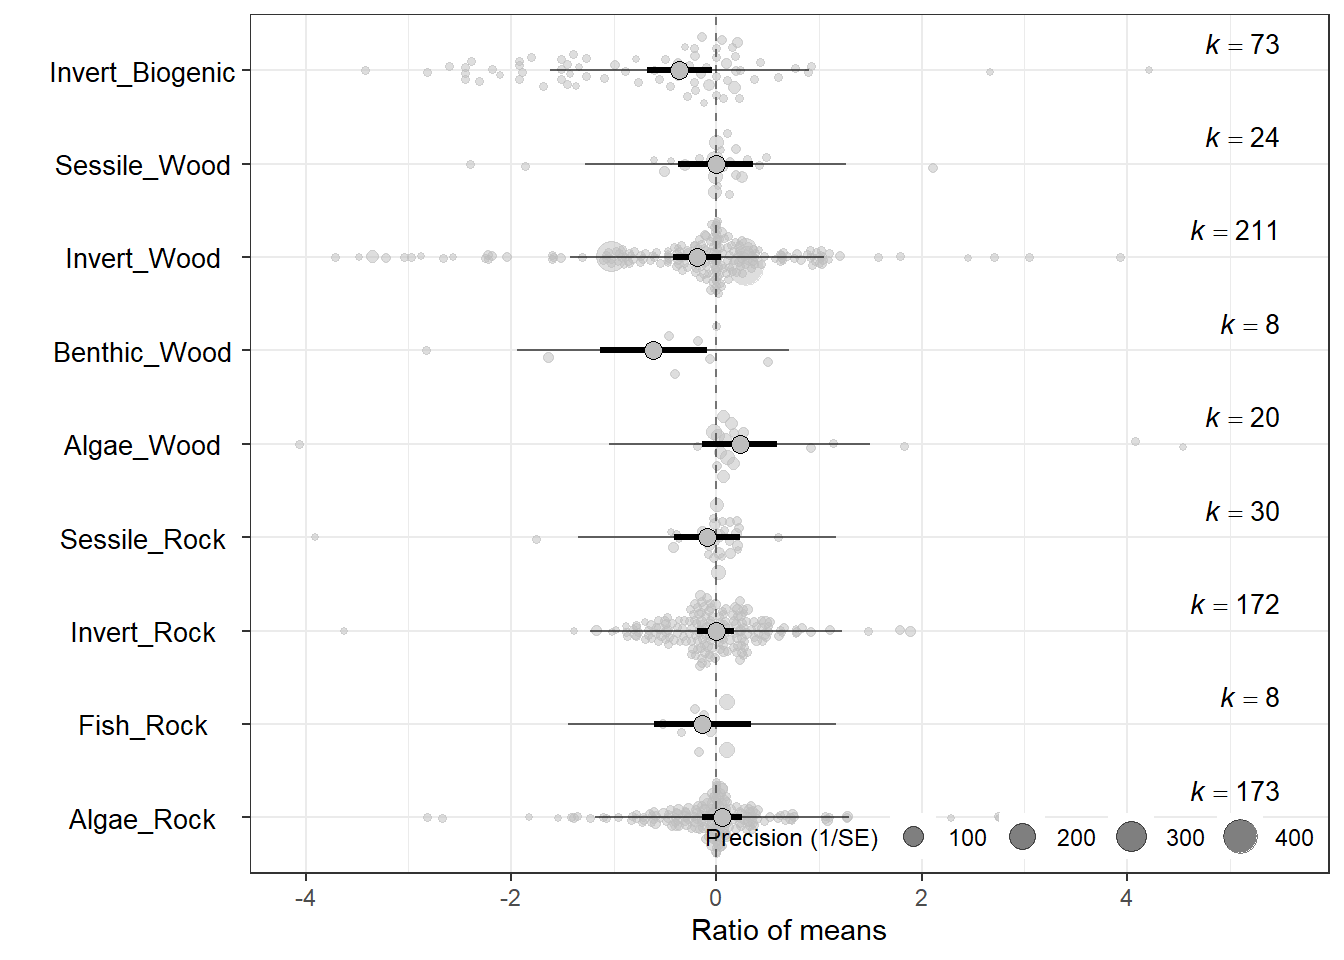 Invert_Biogenic
k = 73
Sessile_Wood
k = 24
Invert_Wood
k = 211
Benthic_Wood
k = 8
Algae_Wood
k = 20
Sessile_Rock
k = 30
Invert_Rock
k = 172
Fish_Rock
k = 8
Algae_Rock
k = 173
Precision (1/SE) 100 200 300 400
-4 -2 0 2 4
Ratio of means